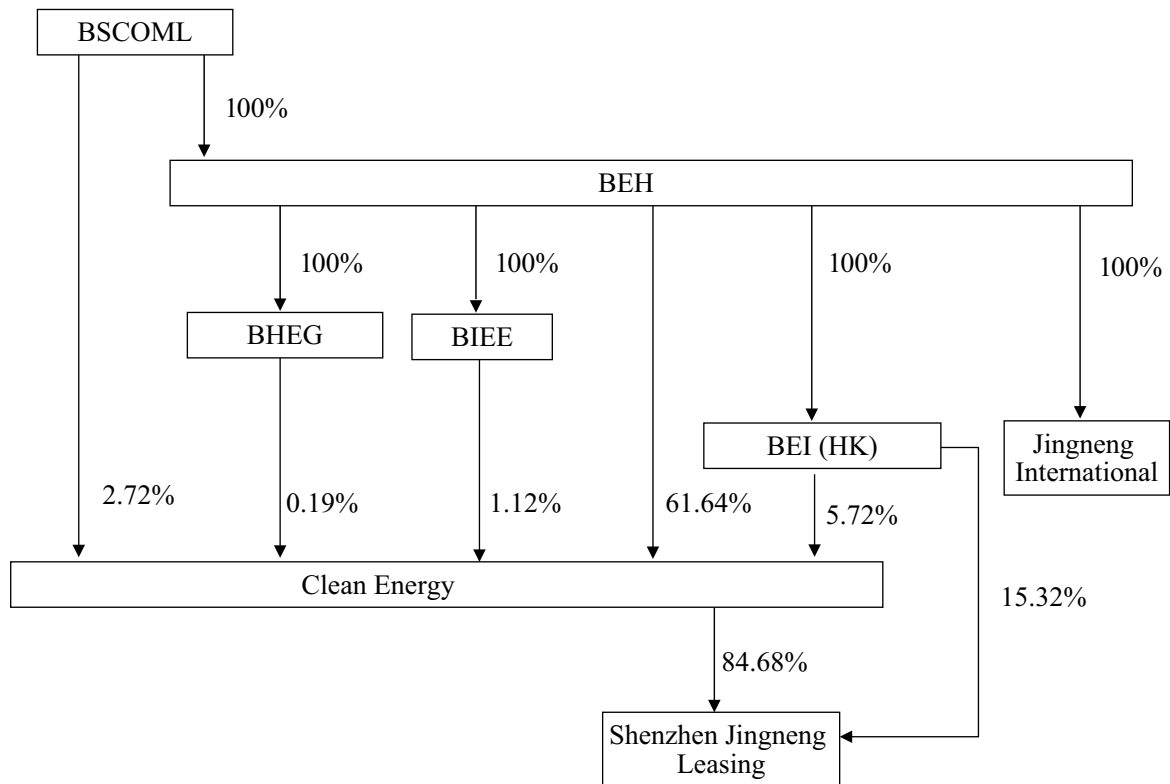 BSCOML
100%
BEH
100%
100%
100%
100%
BHEG
BIEE
BEI (HK)
Jingneng
International
2.72%
0.19%
1.12%
61.64%
5.72%
Clean Energy
15.32%
84.68%
Shenzhen Jingneng
Leasing